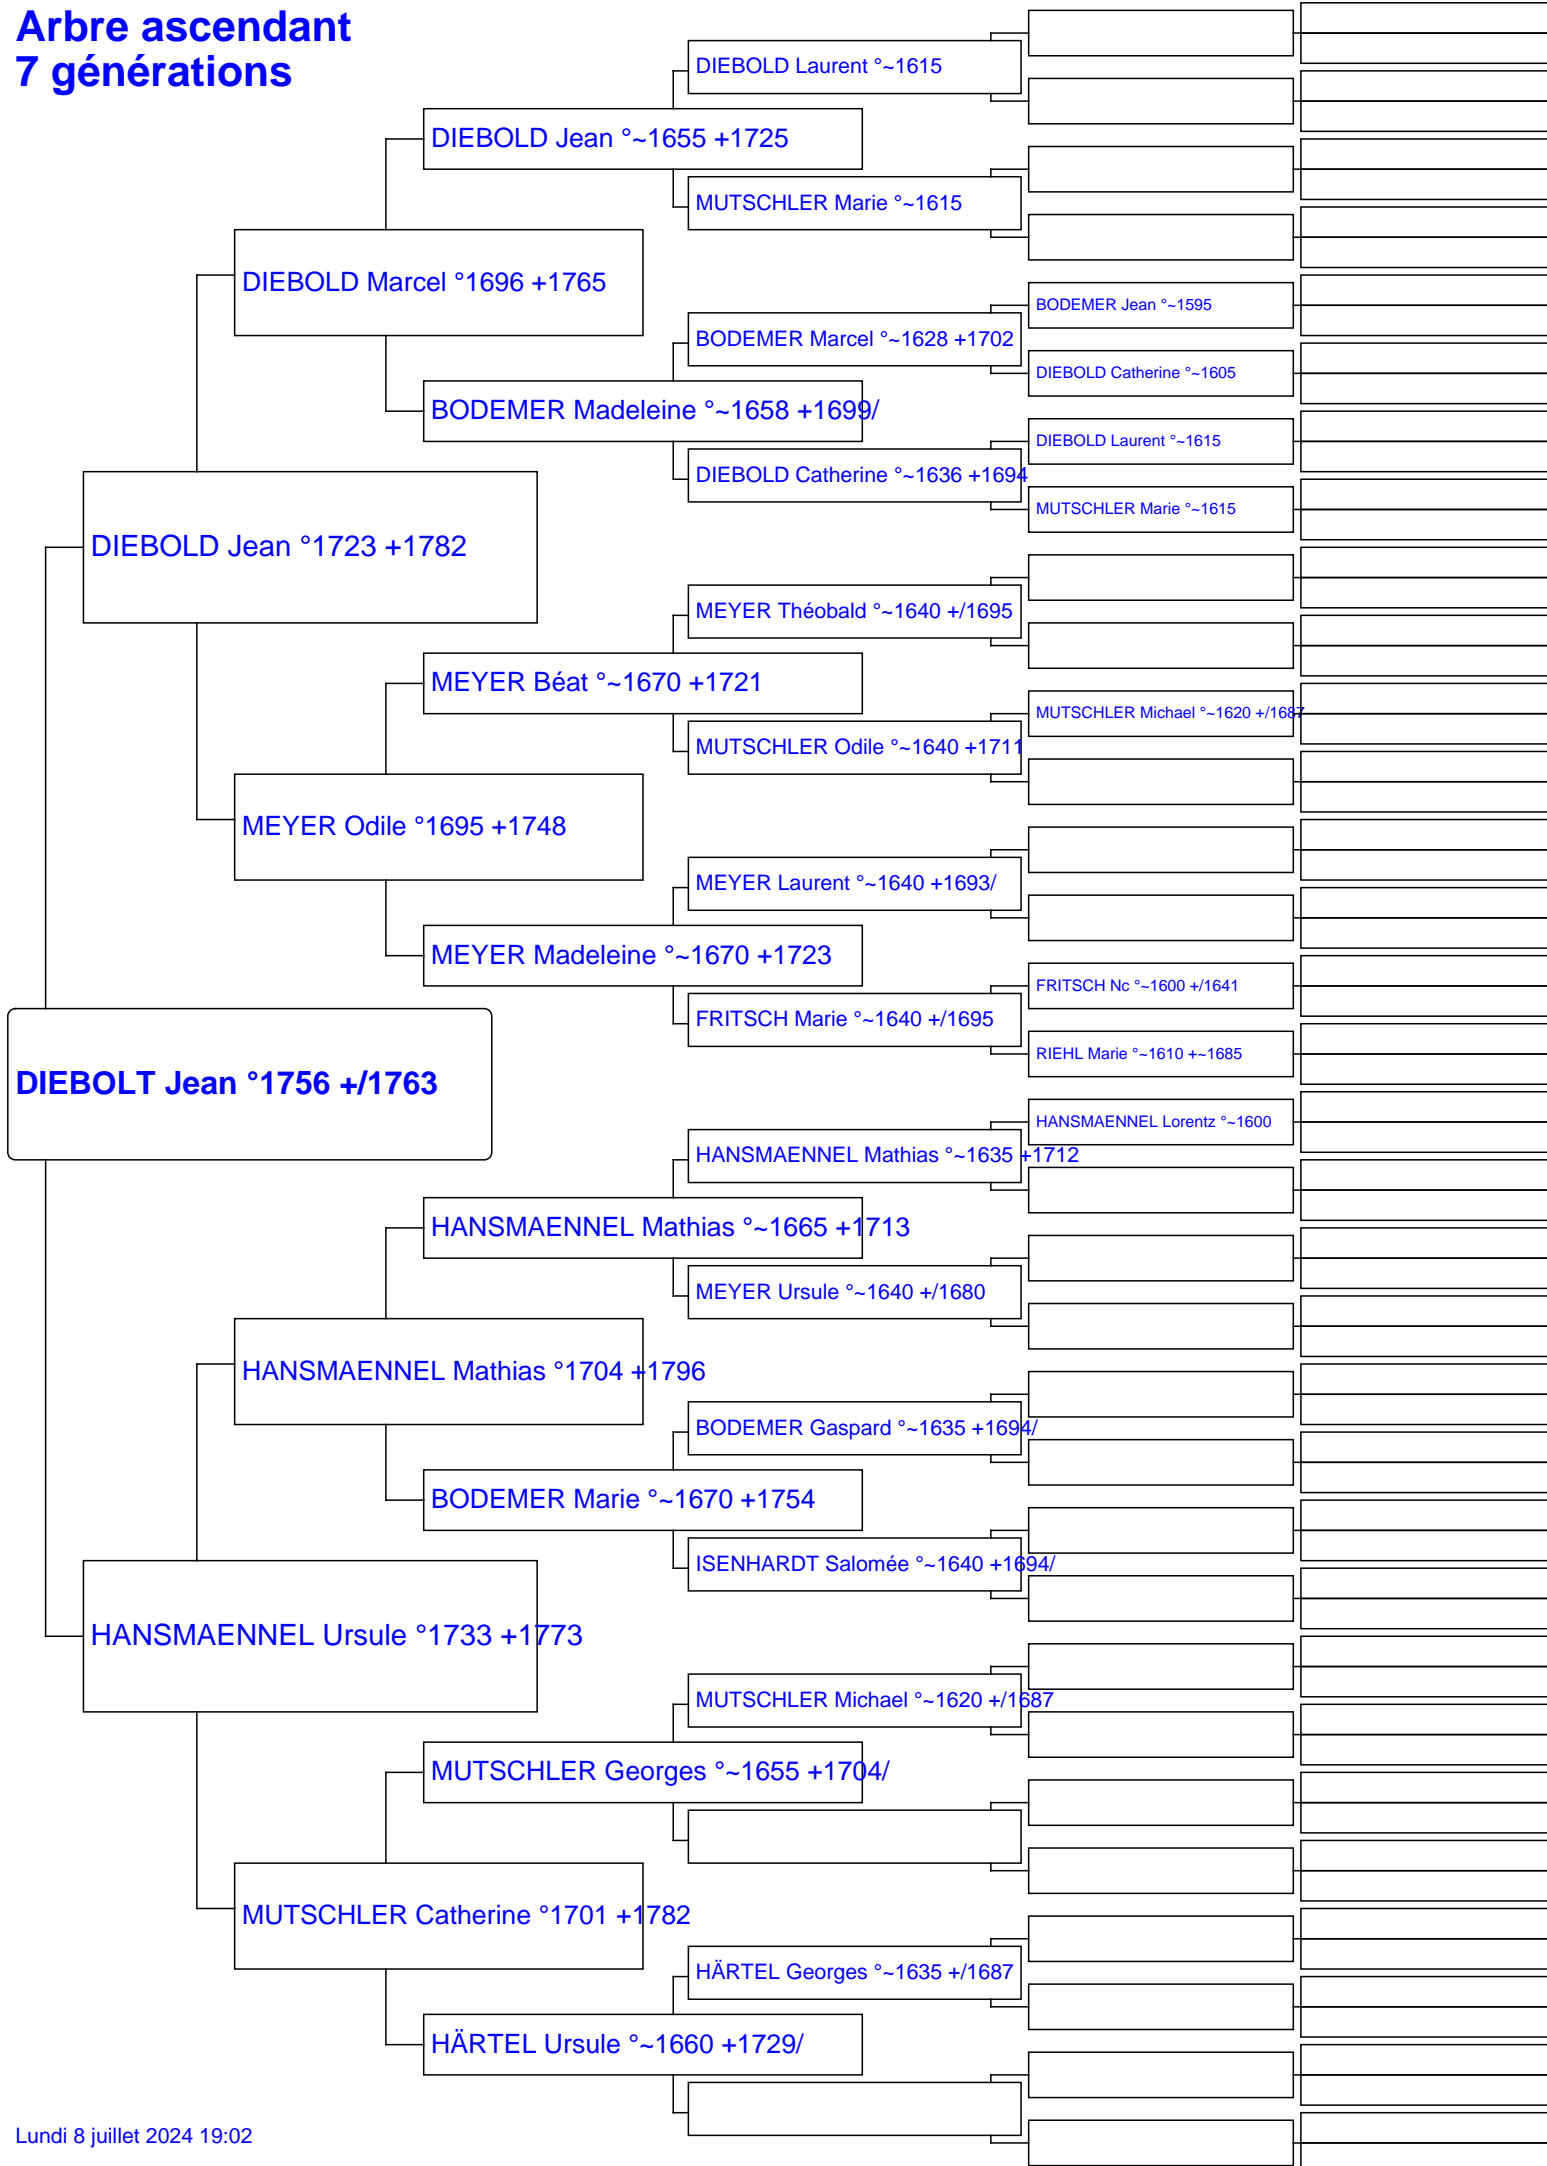 Arbre ascendant
7 générations
DIEBOLD Laurent °~1615
DIEBOLD Jean °~1655 +1725
MUTSCHLER Marie °~1615
DIEBOLD Marcel °1696 +1765
BODEMER Jean °~1595
BODEMER Marcel °~1628 +1702
DIEBOLD Catherine °~1605
BODEMER Madeleine °~1658 +1699/
DIEBOLD Laurent °~1615
DIEBOLD Catherine °~1636 +1694
MUTSCHLER Marie °~1615
DIEBOLD Jean °1723 +1782
MEYER Théobald °~1640 +/1695
MEYER Béat °~1670 +1721
MUTSCHLER Michael °~1620 +/1687
MUTSCHLER Odile °~1640 +1711
MEYER Odile °1695 +1748
MEYER Laurent °~1640 +1693/
MEYER Madeleine °~1670 +1723
FRITSCH Nc °~1600 +/1641
FRITSCH Marie °~1640 +/1695
RIEHL Marie °~1610 +~1685
DIEBOLT Jean °1756 +/1763
HANSMAENNEL Lorentz °~1600
HANSMAENNEL Mathias °~1635 +1712
HANSMAENNEL Mathias °~1665 +1713
MEYER Ursule °~1640 +/1680
HANSMAENNEL Mathias °1704 +1796
BODEMER Gaspard °~1635 +1694/
BODEMER Marie °~1670 +1754
ISENHARDT Salomée °~1640 +1694/
HANSMAENNEL Ursule °1733 +1773
MUTSCHLER Michael °~1620 +/1687
MUTSCHLER Georges °~1655 +1704/
MUTSCHLER Catherine °1701 +1782
HÄRTEL Georges °~1635 +/1687
HÄRTEL Ursule °~1660 +1729/
Lundi 8 juillet 2024 19:02